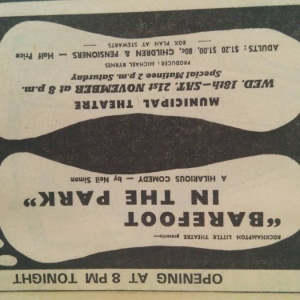 OPENING AT 8 PM TONIGHT
ROCKHAMPTON LITTLE THEATRE
—presents—
"BAREFOOT
IN THE PARK"
A HILARIOUS COMEDY — by Neil Simon
MUNICIPAL THEATRE
WED. 18th—SAT. 21st NOVEMBER at 8 p.m.
Special Matinee 2 p.m. Saturday
PRODUCER: MICHAEL BYRNES
ADULTS: $1.20 $1.00, 80c, CHILDREN & PENSIONERS — Half Price
BOX PLAN AT STEWARTS